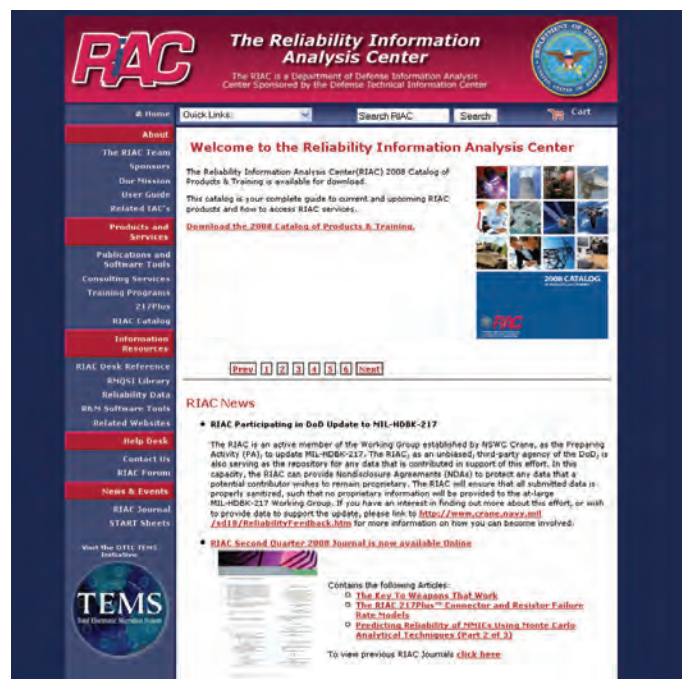 RiAC
The Reliability Information
Analysis Center
The RIAC is a Department of Defense Information Analysis
Center Sponsored by the Defense Technical Information Center
DEPARTMENT OF DEFENSE
Home
Quick Links:
Search RIAC
Search
Cart
About
The RIAC Team
Sponsors
Our Mission
User Guide
Related IAC's
Products and
Services
Publications and
Software Tools
Consulting Services
Training Programs
217Plus
RIAC Catalog
Information
Resources
RIAC Desk Reference
RMQSI Library
Reliability Data
R&M Software Tools
Related Websites
Help Desk
Contact Us
RIAC Forum
News & Events
RIAC Journal
START Sheets
Visit the DTIC TEMS
Initiative
TEMS
Welcome to the Reliability Information Analysis Center
The Reliability Information Analysis Center(RIAC) 2008 Catalog of
Products & Training is available for download.
This catalog is your complete guide to current and upcoming RIAC
products and how to access RIAC services.
Download the 2008 Catalog of Products & Training.
2008 CATALOG
RIAC
Prev 1 2 3 4 5 6 Next
RIAC News
RIAC Participating in DoD Update to MIL-HDBK-217
The RIAC is an active member of the Working Group established by NSWC Crane, as the Preparing
Activity (PA), to update MIL-HDBK-217. The RIAC, as an unbiased, third-party agency of the DoD, is
also serving as the repository for any data that is contributed in support of this effort. In this
capacity, the RIAC can provide Nondisclosure Agreements (NDAs) to protect any data that a
potential contributor wishes to remain proprietary. The RIAC will ensure that all submitted data is
properly sanitized, such that no proprietary information will be provided to the at-large
MIL-HDBK-217 Working Group. If you have an interest in finding out more about this effort, or wish
to provide data to support the update, please link to http://www.crane.navy.mil
/sd18/ReliabilityFeedback.htm for more information on how you can become involved.
RIAC Second Quarter 2008 Journal is now available Online
Contains the following Articles:
The Key To Weapons That Work
The RIAC 217Plus™ Connector and Resistor Failure
Rate Models
Predicting Reliability of MMICs Using Monte Carlo
Analytical Techniques (Part 2 of 3)
To view previous RIAC Journals click here